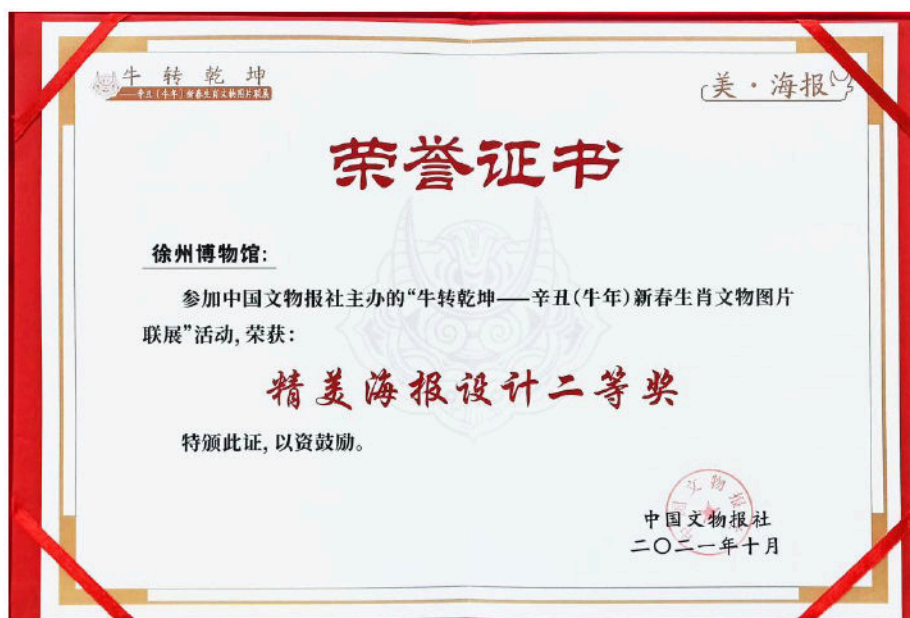 牛转乾坤
——辛丑(牛年)新春生肖文物图片联展
美·海报
荣誉证书
徐州博物馆:
参加中国文物报社主办的“牛转乾坤——辛丑(牛年)新春生肖文物图片
联展”活动,荣获:
精美海报设计二等奖
特颁此证,以资鼓励。
中国文物报社
二〇二一年十月